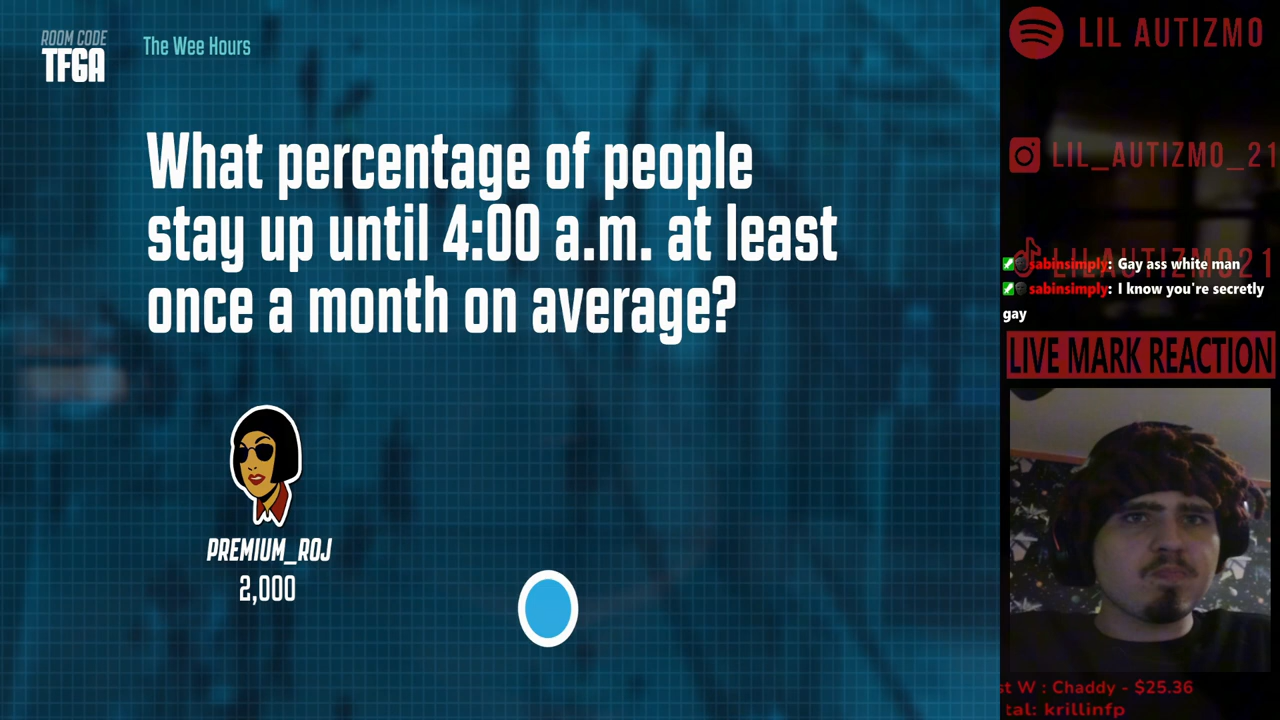 ROOM CODE
TFGA
The Wee Hours
What percentage of people
stay up until 4:00 a.m. at least
once a month on average?
PREMIUM_ROJ
2,000
LIL AUTIZMO
LIL_AUTIZMO_21
LILAUTIZMO21
sabinsimply: Gay ass white man
sabinsimply: I know you're secretly
gay
LIVE MARK REACTION
st W : Chaddy - $25.36
tal: krillinfp